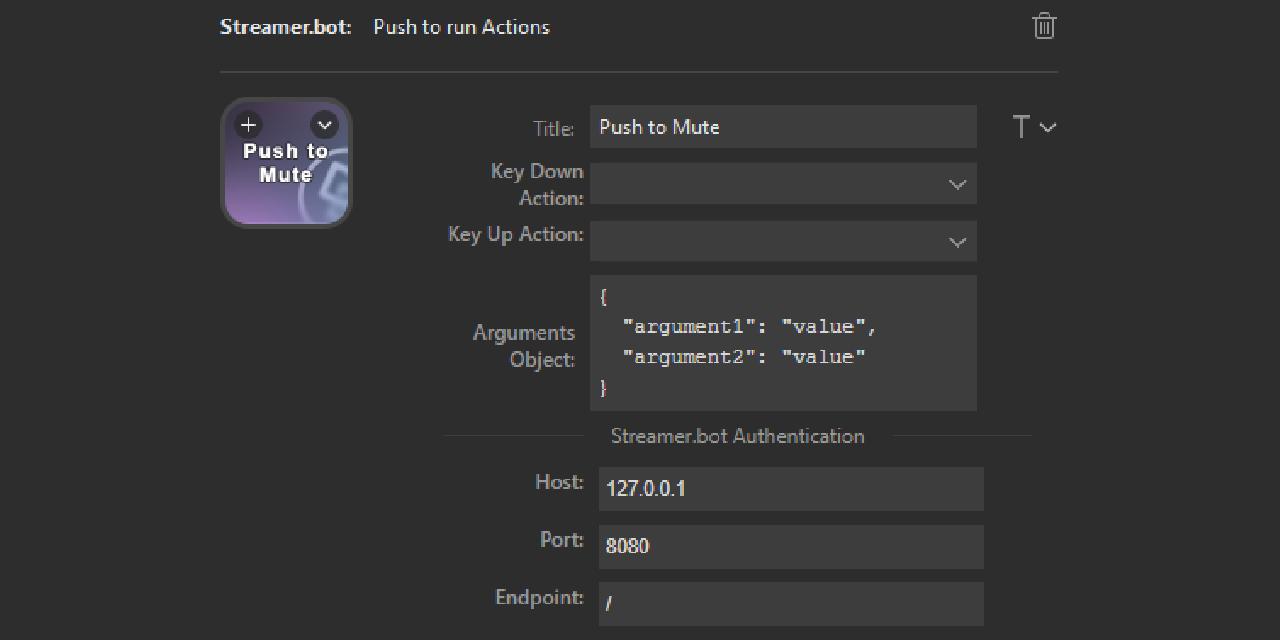 Streamer.bot: Push to run Actions
Push to
Mute
Title: Push to Mute
T
Key Down
Action:
Key Up Action:
Arguments
Object:
{
"argument1": "value",
"argument2": "value"
}
Streamer.bot Authentication
Host: 127.0.0.1
Port: 8080
Endpoint: /